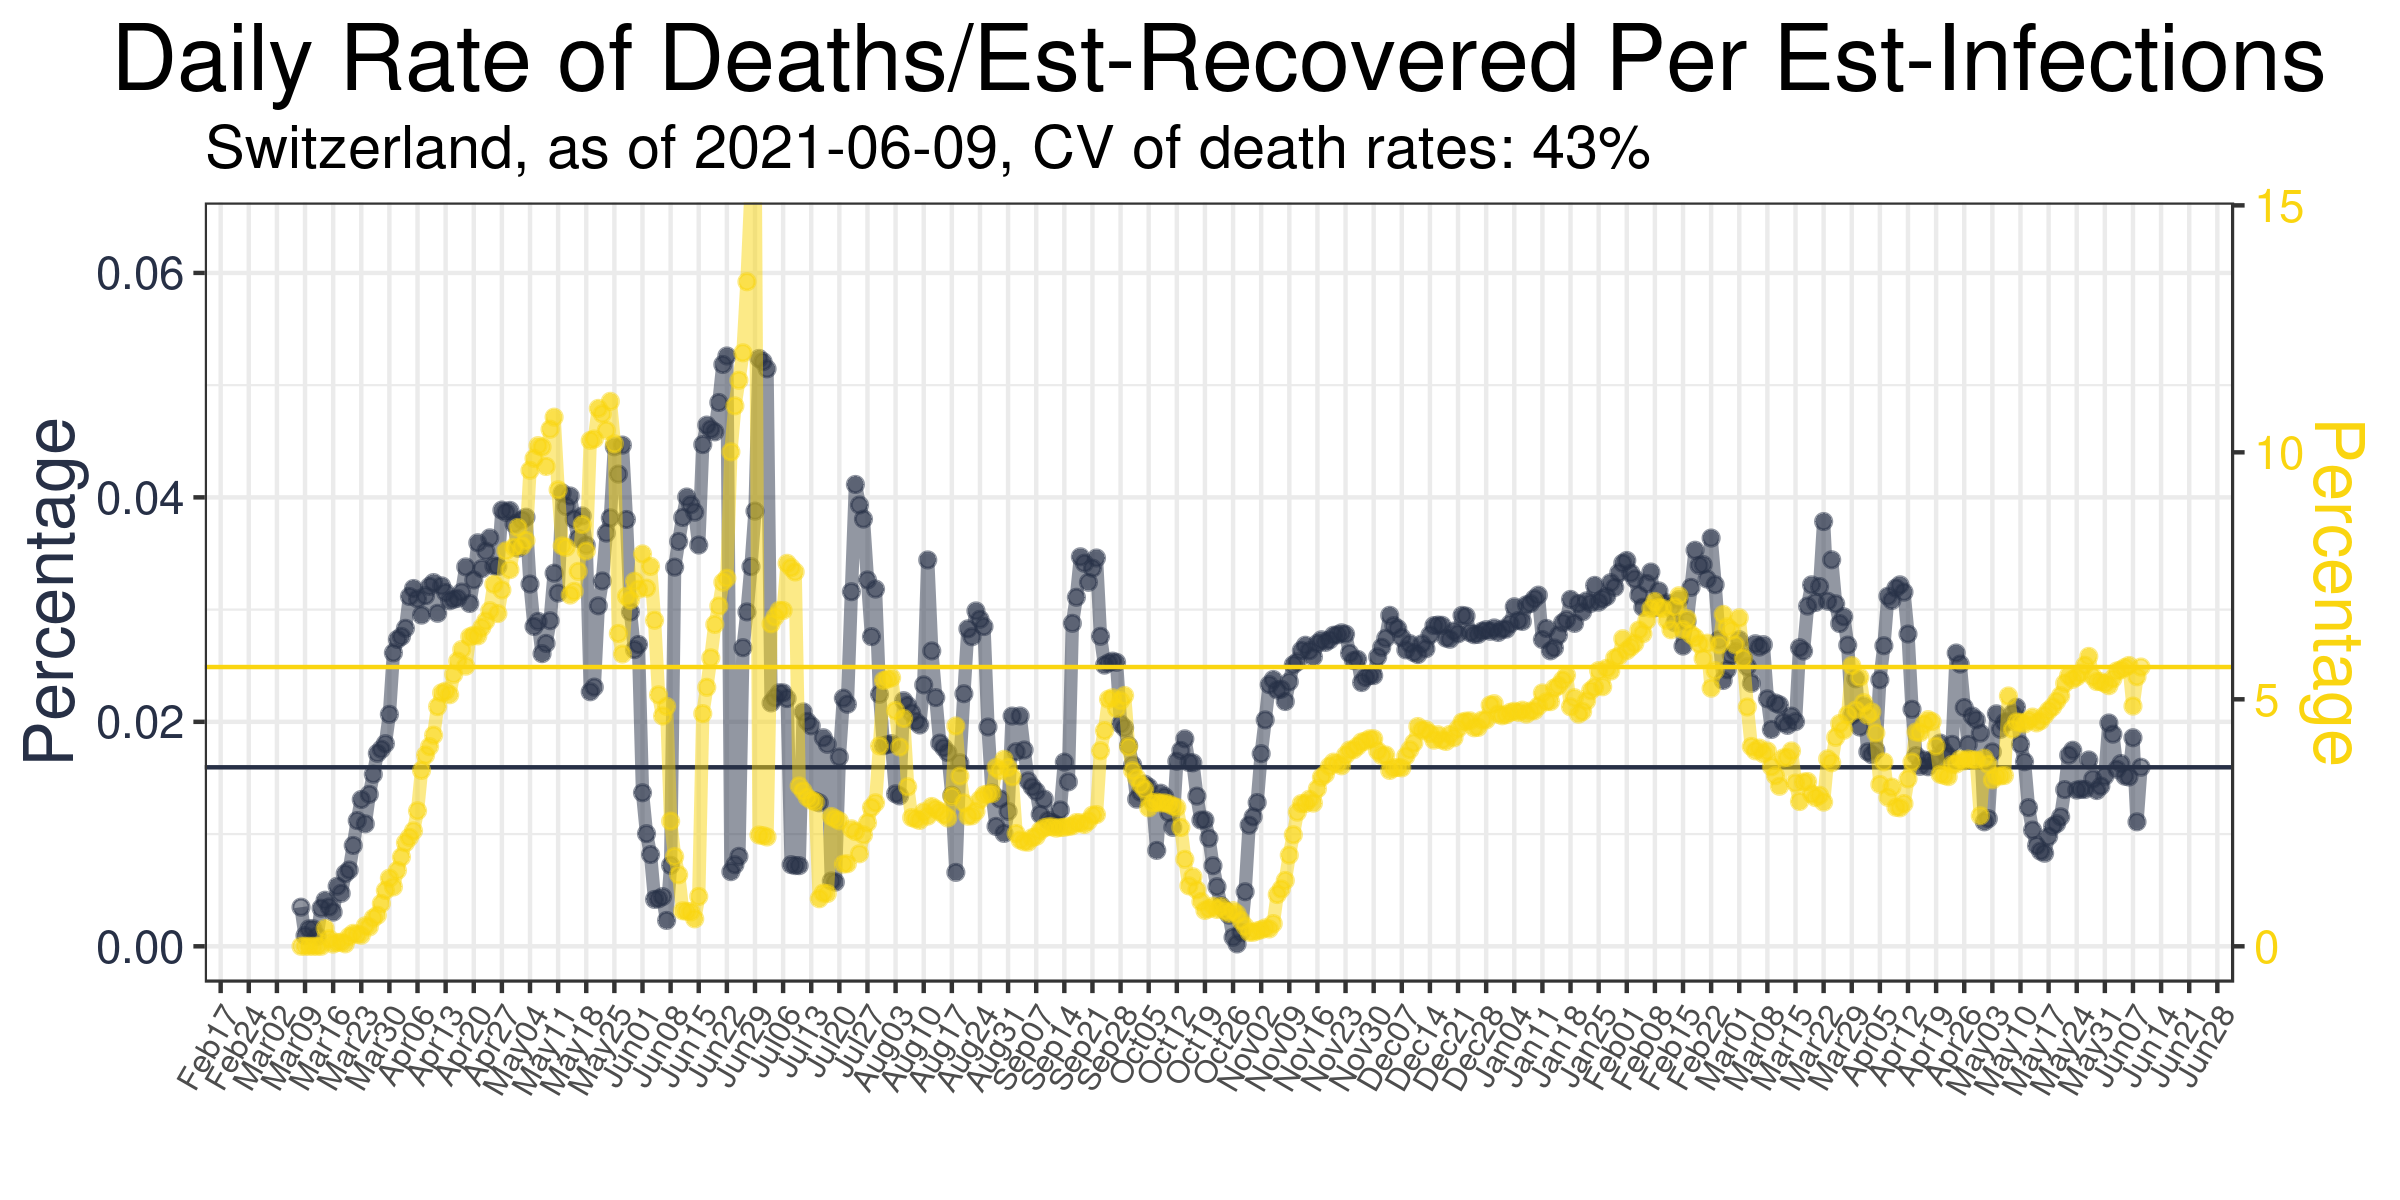 Daily Rate of Deaths/Est-Recovered Per Est-Infections
Switzerland, as of 2021-06-09, CV of death rates: 43%
Percentage
0.06
0.04
0.02
0.00
15
10
5
0
Percentage
Feb17
Feb24
Mar02
Mar09
Mar16
Mar23
Mar30
Apr06
Apr13
Apr20
Apr27
May04
May11
May18
May25
Jun01
Jun08
Jun15
Jun22
Jun29
Jul06
Jul13
Jul20
Jul27
Aug03
Aug10
Aug17
Aug24
Aug31
Sep07
Sep14
Sep21
Sep28
Oct05
Oct12
Oct19
Oct26
Nov02
Nov09
Nov16
Nov23
Nov30
Dec07
Dec14
Dec21
Dec28
Jan04
Jan11
Jan18
Jan25
Feb01
Feb08
Feb15
Feb22
Mar01
Mar08
Mar15
Mar22
Mar29
Apr05
Apr12
Apr19
Apr26
May03
May10
May17
May24
May31
Jun07
Jun14
Jun21
Jun28